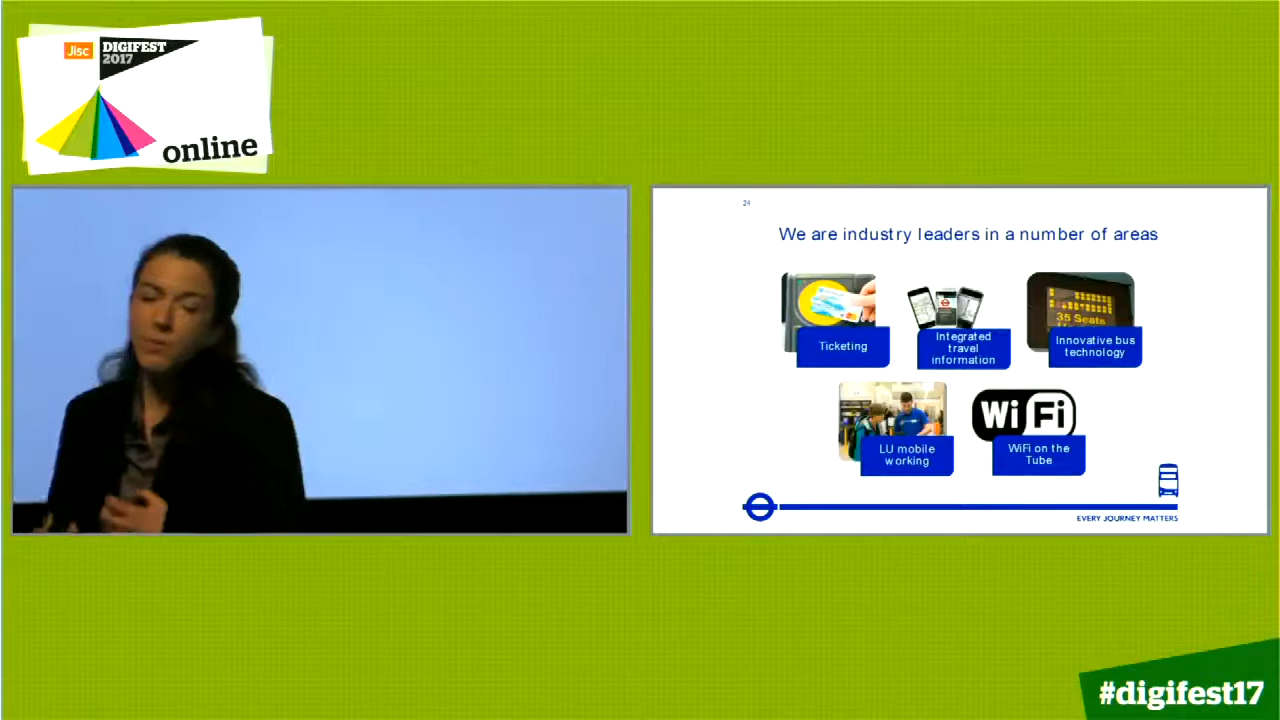 Jisc
DIGIFEST
2017
online
24
We are industry leaders in a number of areas
Ticketing
Integrated
travel
information
35 Seats
Innovative bus
technology
LU mobile
working
WiFi
WiFi on the
Tube
EVERY JOURNEY MATTERS
#digifest17